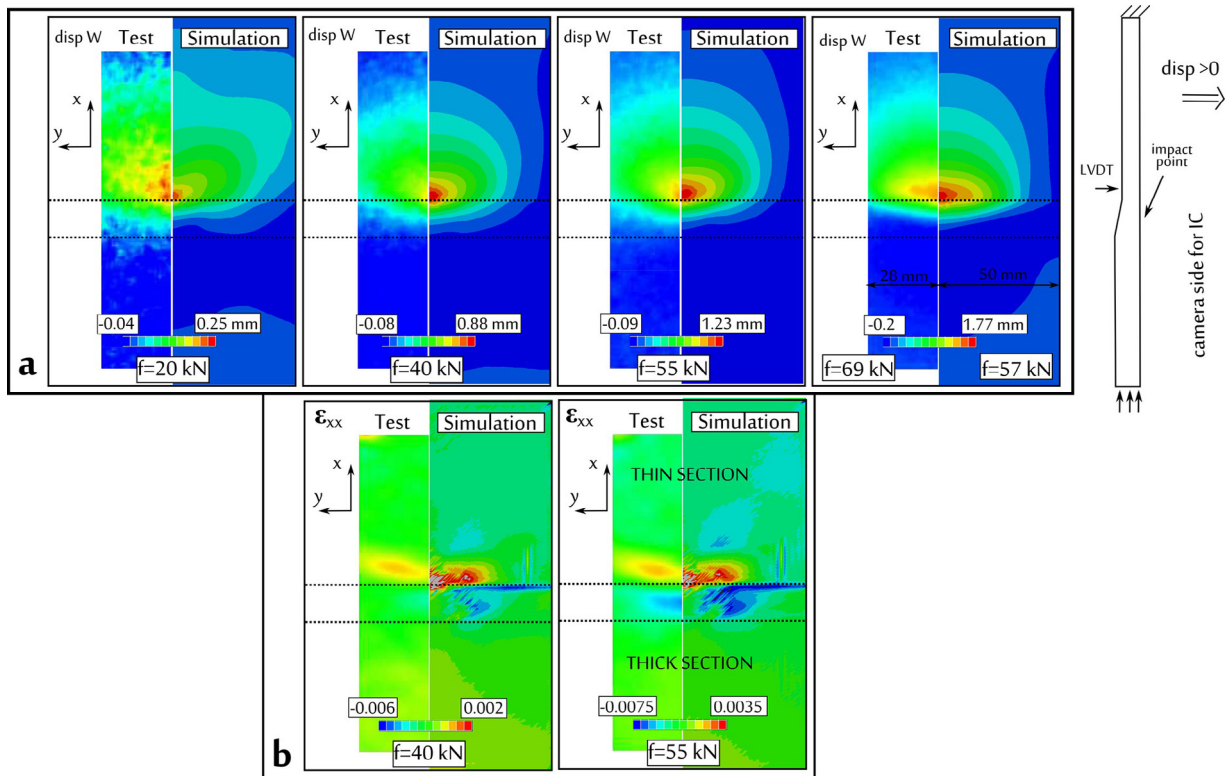 disp W Test Simulation
x
y
-0.04 0.25 mm
f=20 kN
disp W Test Simulation
x
y
-0.08 0.88 mm
f=40 kN
disp W Test Simulation
x
y
-0.09 1.23 mm
f=55 kN
disp W Test Simulation
x
y
28 mm 50 mm
-0.2 1.77 mm
f=69 kN f=57 kN
a
disp >0
impact
point
LVDT
camera side for IC
εxx Test Simulation
x
y
-0.006 0.002
f=40 kN
εxx Test Simulation
x
y
THIN SECTION
THICK SECTION
-0.0075 0.0035
f=55 kN
b